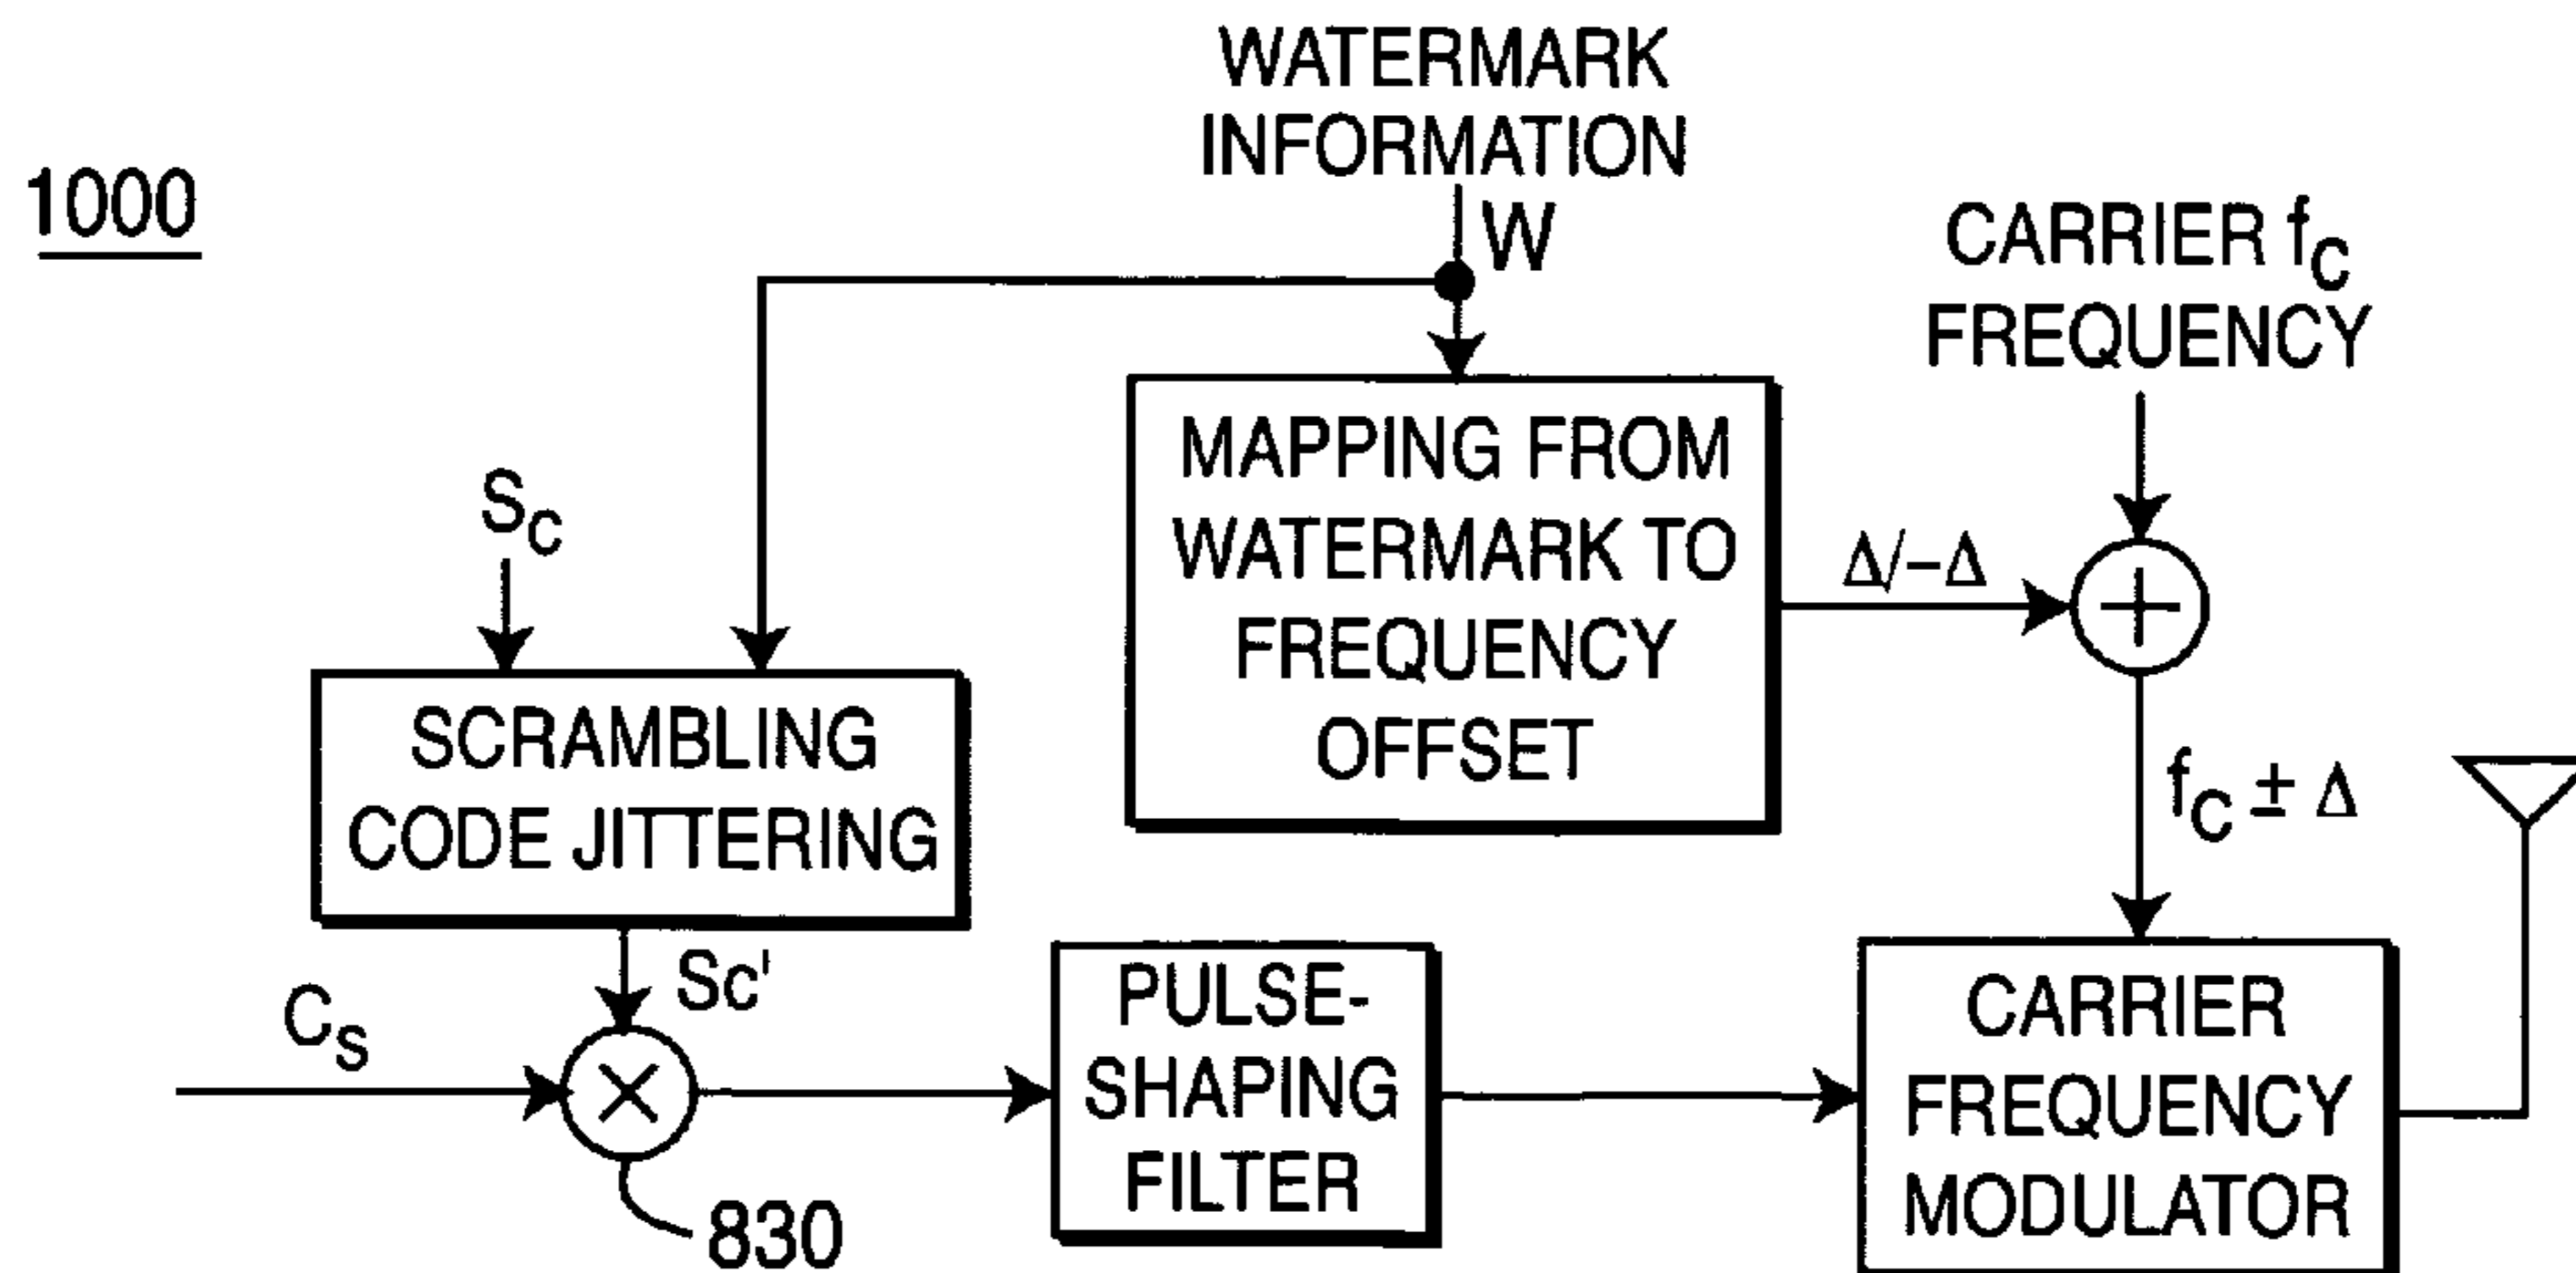 1000
WATERMARK
INFORMATION
W
CARRIER fc
FREQUENCY
MAPPING FROM
WATERMARK TO
FREQUENCY
OFFSET
Δ/−Δ
+
fc ± Δ
Sc
SCRAMBLING
CODE JITTERING
Sc'
Cs
×
830
PULSE-
SHAPING
FILTER
CARRIER
FREQUENCY
MODULATOR